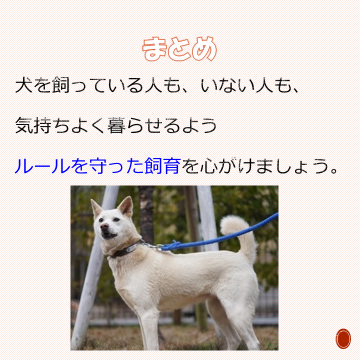 まとめ
犬を飼っている人も、いない人も、
気持ちよく暮らせるよう
ルールを守った飼育を心がけましょう。